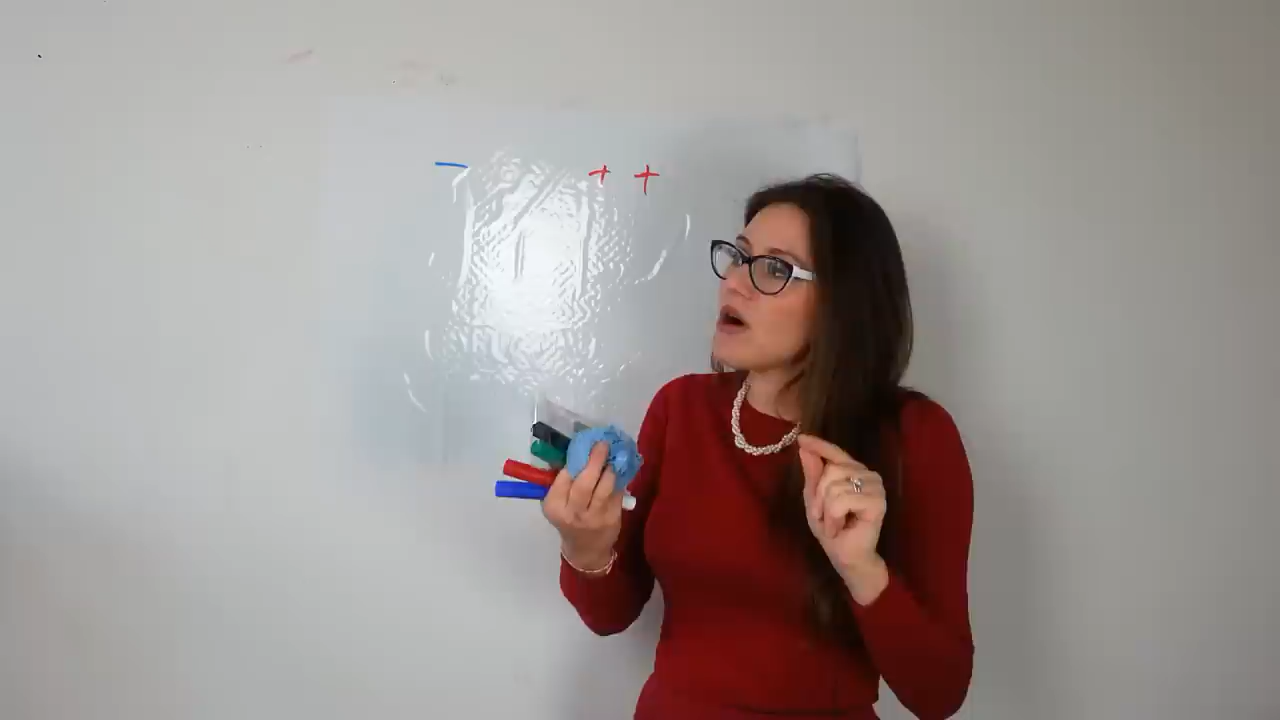 − + +